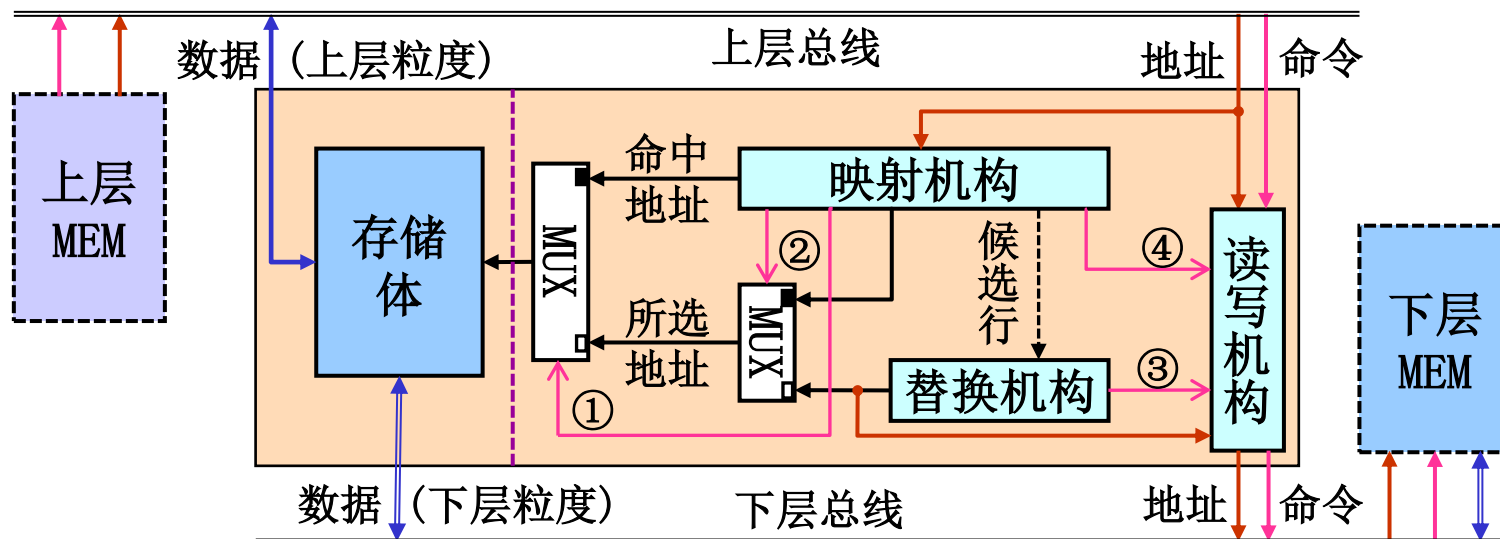 数据（上层粒度）
上层总线
地址
命令
上层
MEM
存储
体
MUX
命中
地址
映射机构
②
候
选
行
④
读
写
机
构
所选
地址
MUX
替换机构
③
①
下层
MEM
数据（下层粒度）
下层总线
地址
命令